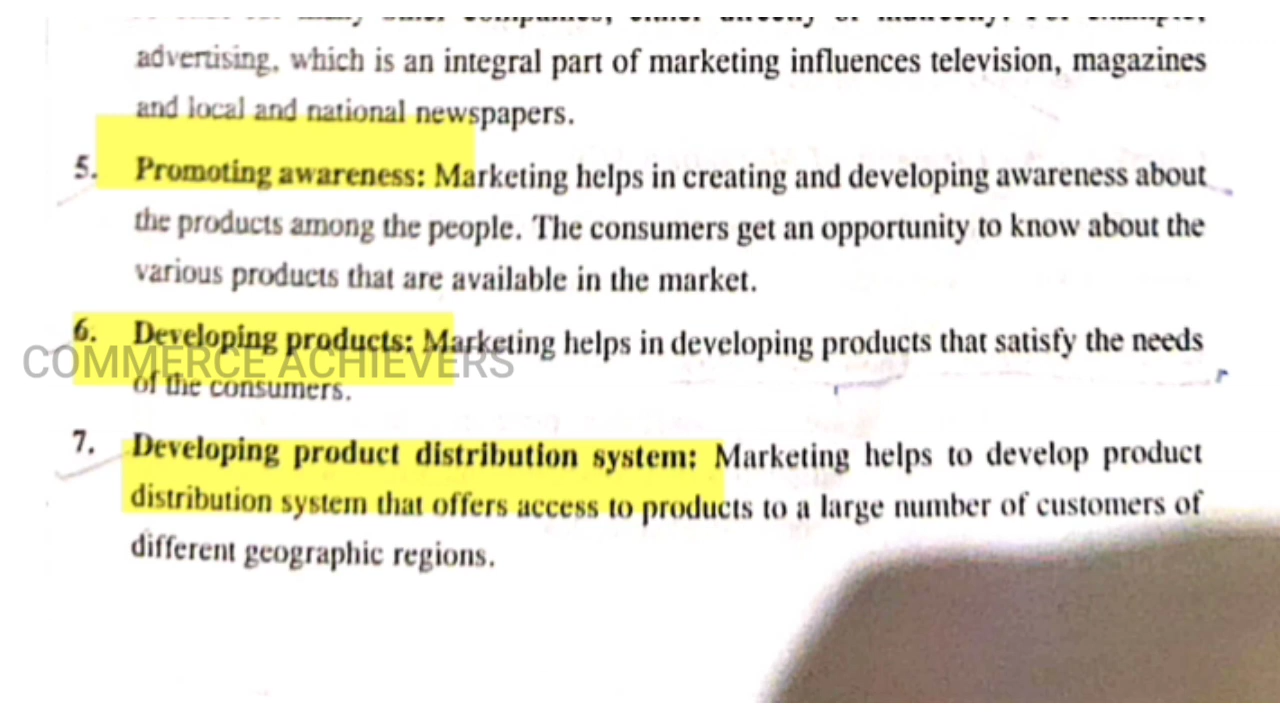 advertising, which is an integral part of marketing influences television, magazines
and local and national newspapers.
5. Promoting awareness: Marketing helps in creating and developing awareness about
the products among the people. The consumers get an opportunity to know about the
various products that are available in the market.
6. Developing products: Marketing helps in developing products that satisfy the needs
COMMERCE ACHIEVERS
of the consumers.
7. Developing product distribution system: Marketing helps to develop product
distribution system that offers access to products to a large number of customers of
different geographic regions.